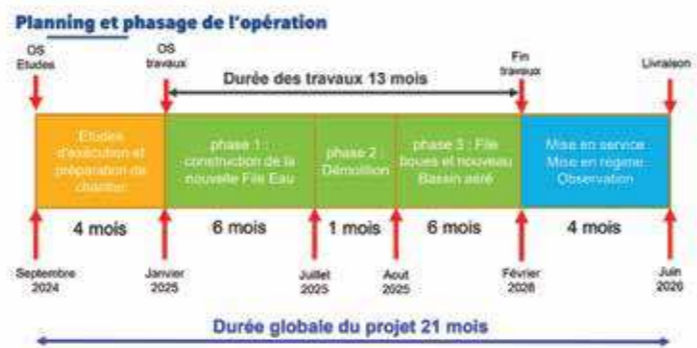 Planning et phasage de l'opération
OS
Etudes
OS
travaux
Durée des travaux 13 mois
Fin
travaux
Livraison
Etudes
d'exécution et
préparation de
chantier
phase 1 :
construction de la
nouvelle File Eau
phase 2 :
Démolition
phase 3 : File
boues et nouveau
Bassin aéré
Mise en service
Mise en régime
Observation
4 mois
6 mois
1 mois
6 mois
4 mois
Septembre
2024
Janvier
2025
Juillet
2025
Aout
2025
Février
2026
Juin
2026
Durée globale du projet 21 mois